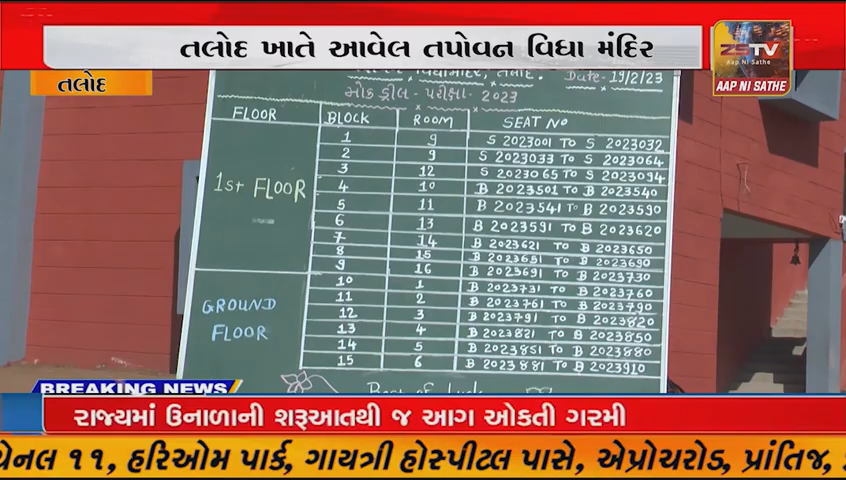 તલોદ ખાતે આવેલ તપોવન વિધા મંદિર
ZSTV
Aap Ni Sathe
AAP NI SATHE
તલોદ
વિદ્યામંદિર, તલોદ. Date - 19/2/23
મોક ડ્રીલ - પરીક્ષા - 2023
FLOOR BLOCK ROOM SEAT No
1st FLOOR
1 9 S 2023001 TO S 2023032
2 9 S 2023033 TO S 2023064
3 12 S 2023065 TO S 2023094
4 10 B 2023501 TO B 2023540
5 11 B 2023541 TO B 2023590
6 13 B 2023591 TO B 2023620
7 14 B 2023621 TO B 2023650
8 15 B 2023651 TO B 2023690
9 16 B 2023691 TO B 2023730
GROUND FLOOR
10 1 B 2023731 TO B 2023760
11 2 B 2023761 TO B 2023790
12 3 B 2023791 TO B 2023820
13 4 B 2023821 TO B 2023850
14 5 B 2023851 TO B 2023880
15 6 B 2023881 TO B 2023910
Best of Luck
BREAKING NEWS
રાજ્યમાં ઉનાળાની શરૂઆતથી જ આગ ઓકતી ગરમી
ચેનલ ૧૧, હરિઓમ પાર્ક, ગાયત્રી હોસ્પીટલ પાસે, એપ્રોચરોડ, પ્રાંતિજ,